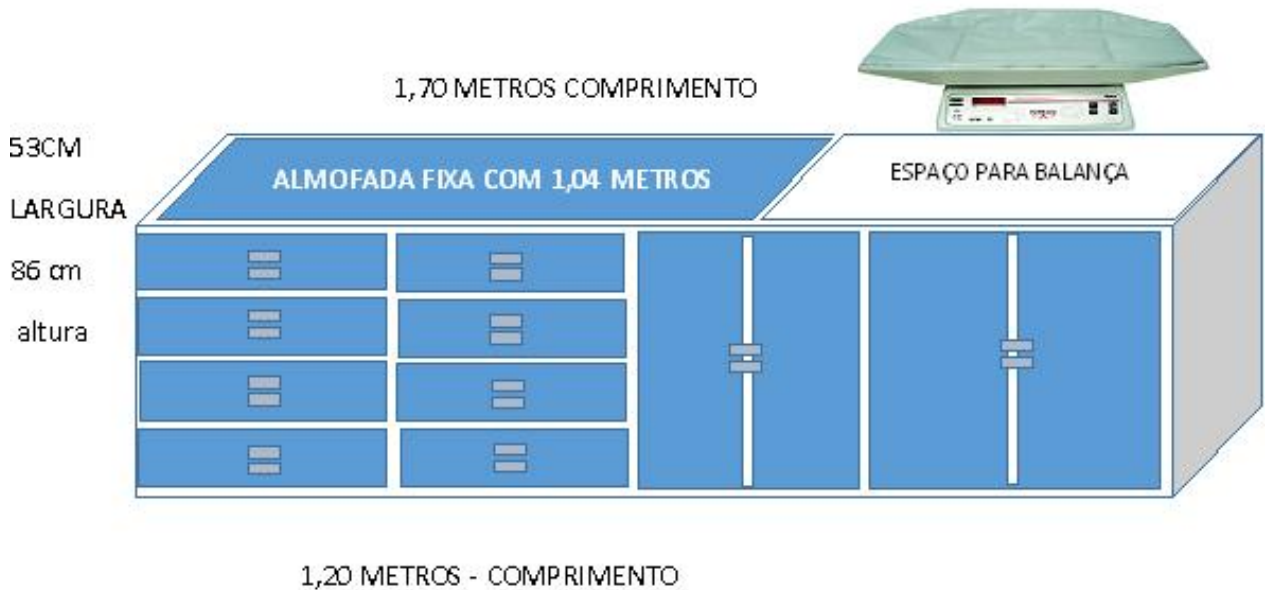 1,70 METROS COMPRIMENTO
53CM
LARGURA
86 cm
altura
ALMOFADA FIXA COM 1,04 METROS
ESPAÇO PARA BALANÇA
1,20 METROS - COMPRIMENTO